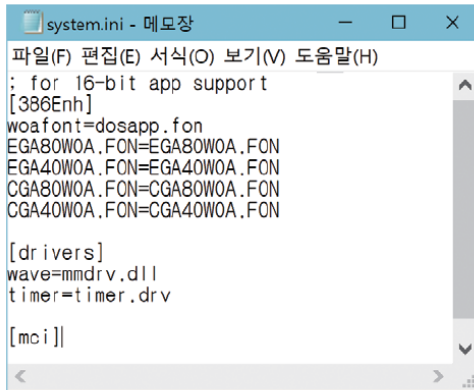 system.ini - 메모장
파일(F) 편집(E) 서식(O) 보기(V) 도움말(H)
; for 16-bit app support
[386Enh]
woafont=dosapp.fon
EGA80WOA.FON=EGA80WOA.FON
EGA40WOA.FON=EGA40WOA.FON
CGA80WOA.FON=CGA80WOA.FON
CGA40WOA.FON=CGA40WOA.FON
[drivers]
wave=mmdrv.dll
timer=timer.drv
[mci]